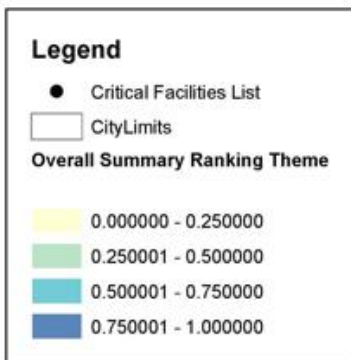 Legend
Critical Facilities List
CityLimits
Overall Summary Ranking Theme
0.000000 - 0.250000
0.250001 - 0.500000
0.500001 - 0.750000
0.750001 - 1.000000